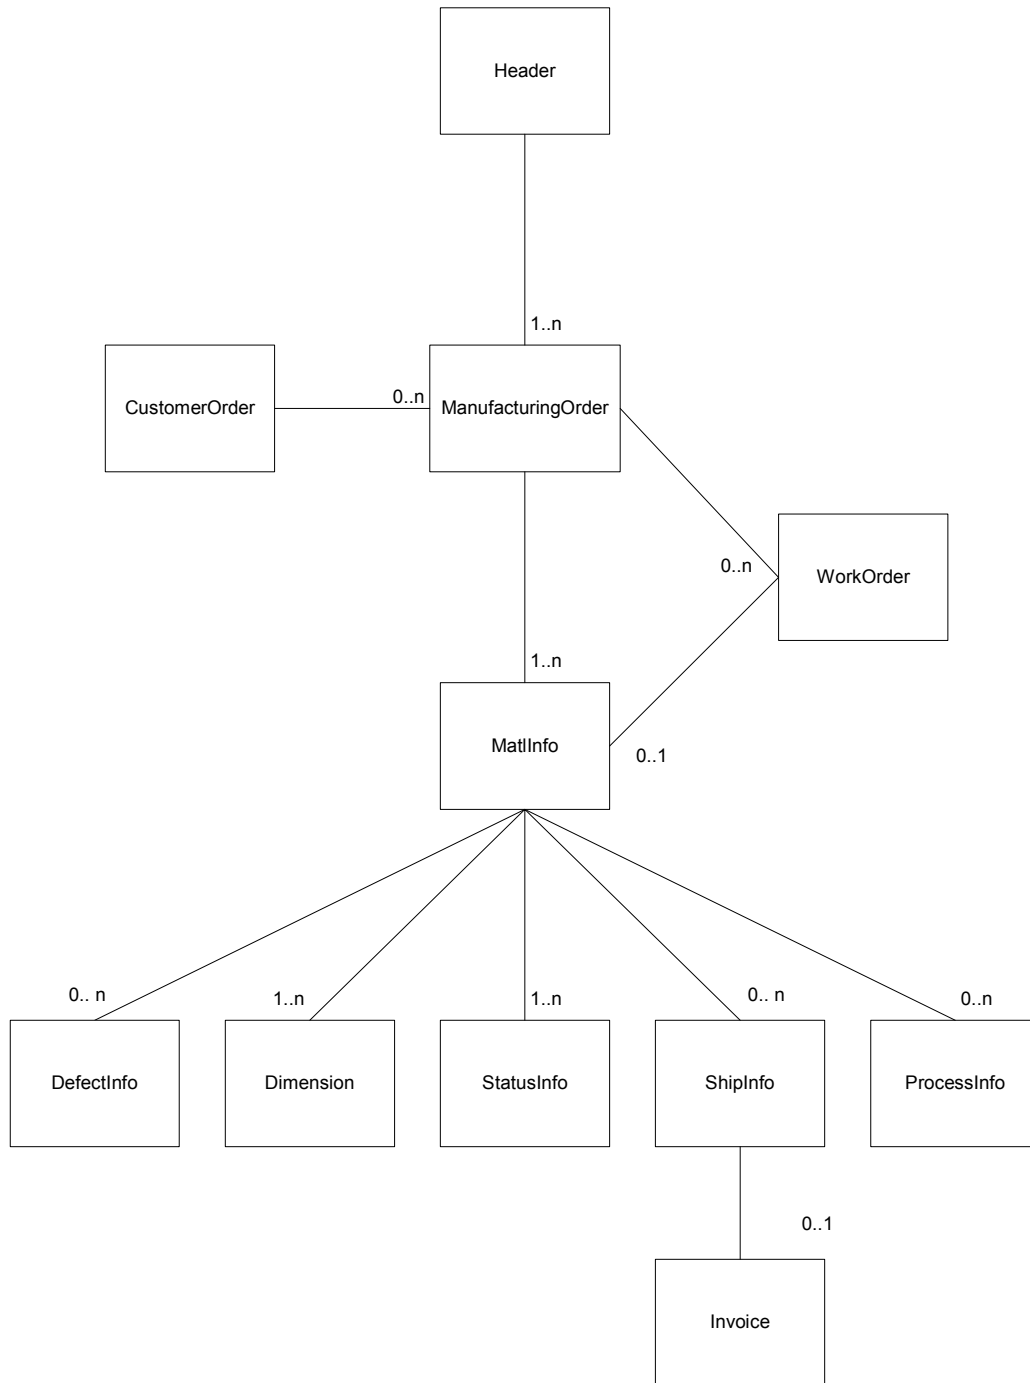 Header
1..n
CustomerOrder
0..n
ManufacturingOrder
0..n
WorkOrder
1..n
MatlInfo
0..1
0.. n
1..n
1..n
0.. n
0..n
DefectInfo
Dimension
StatusInfo
ShipInfo
ProcessInfo
0..1
Invoice